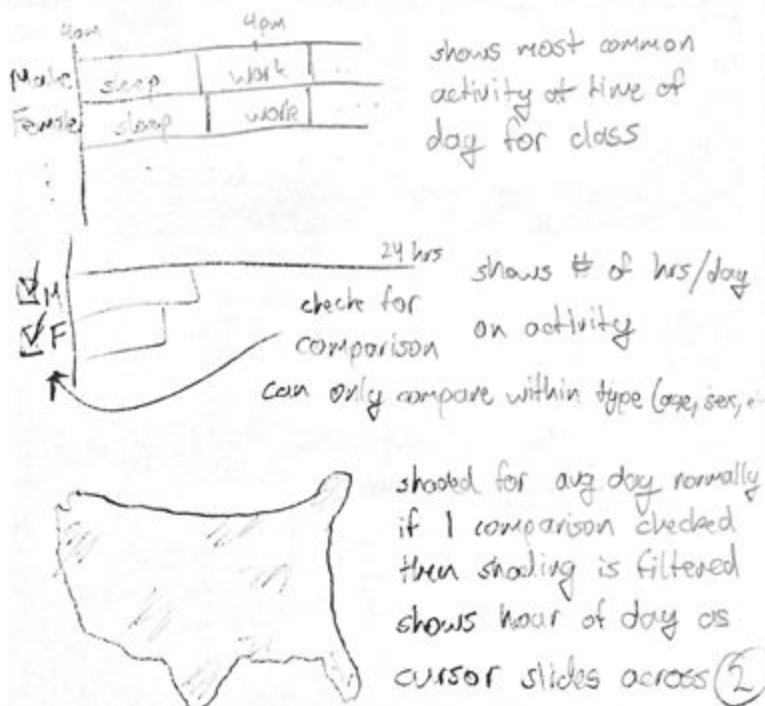 4am 4pm
Male sleep work ...
Female sleep work ...
shows most common
activity at time of
day for class
24 hrs
M
F
check for
comparison
shows # of hrs/day
on activity
can only compare within type (age, sex,
shaded for avg day normally
if 1 comparison checked
then shading is filtered
shows hour of day as
cursor slides across 2